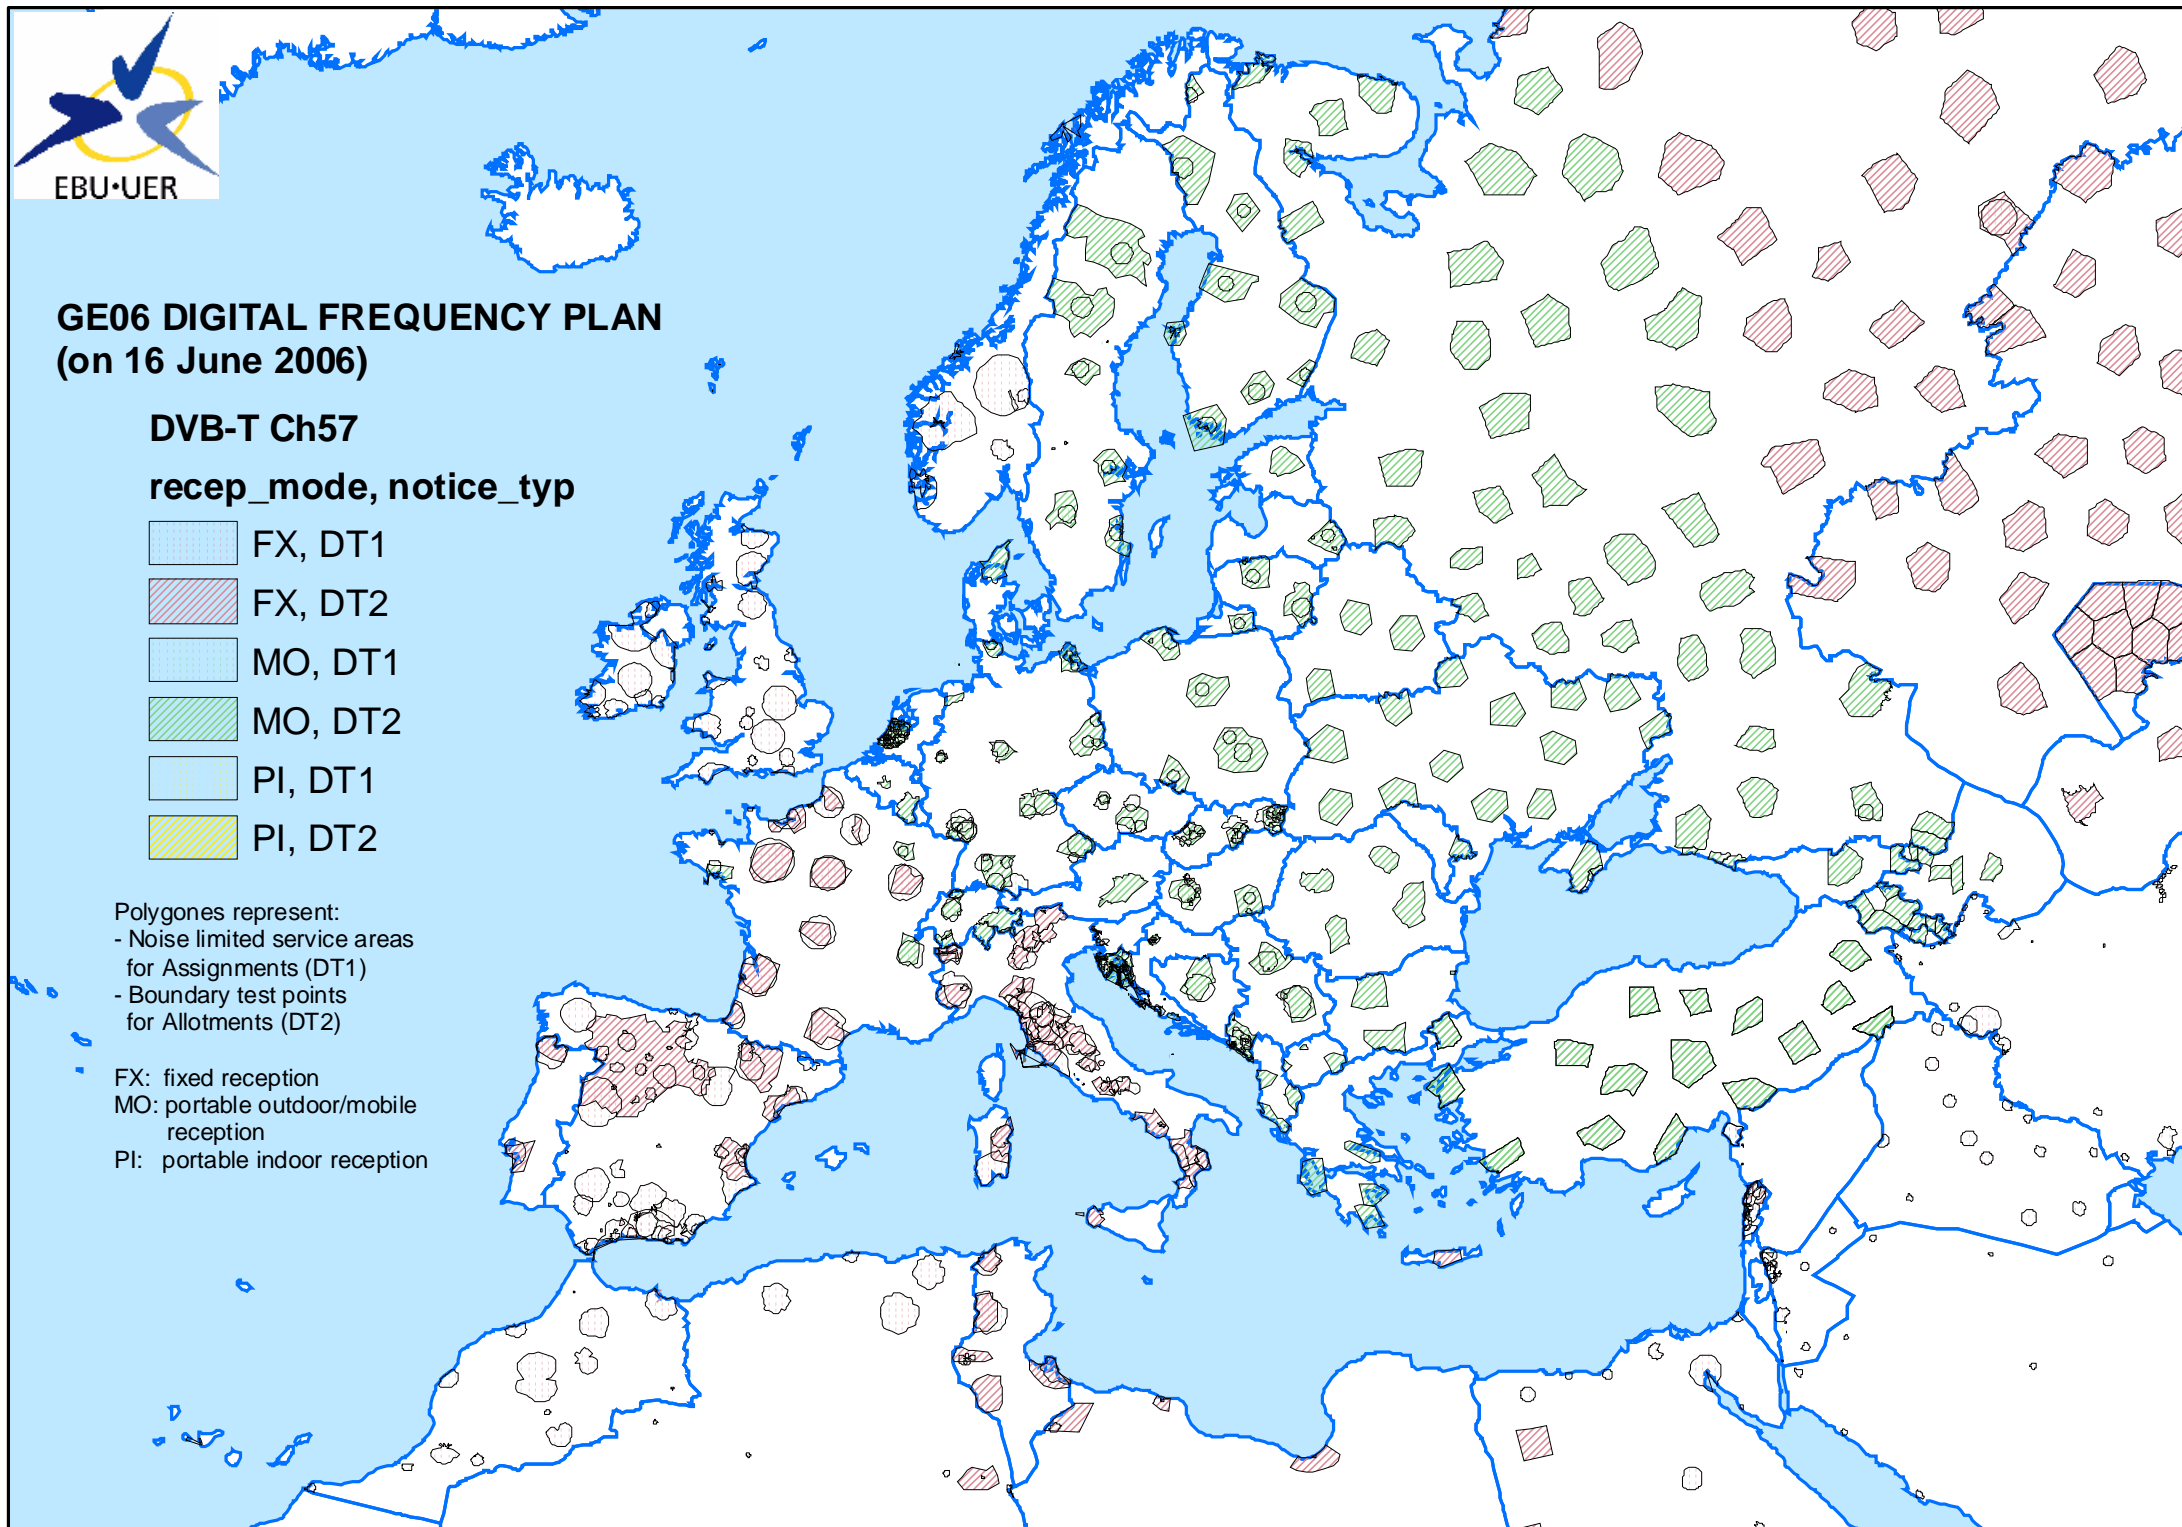 EBU·UER
GE06 DIGITAL FREQUENCY PLAN
(on 16 June 2006)
DVB-T Ch57
recep_mode, notice_typ
FX, DT1
FX, DT2
MO, DT1
MO, DT2
PI, DT1
PI, DT2
Polygones represent:
- Noise limited service areas
for Assignments (DT1)
- Boundary test points
for Allotments (DT2)
FX: fixed reception
MO: portable outdoor/mobile
reception
PI: portable indoor reception